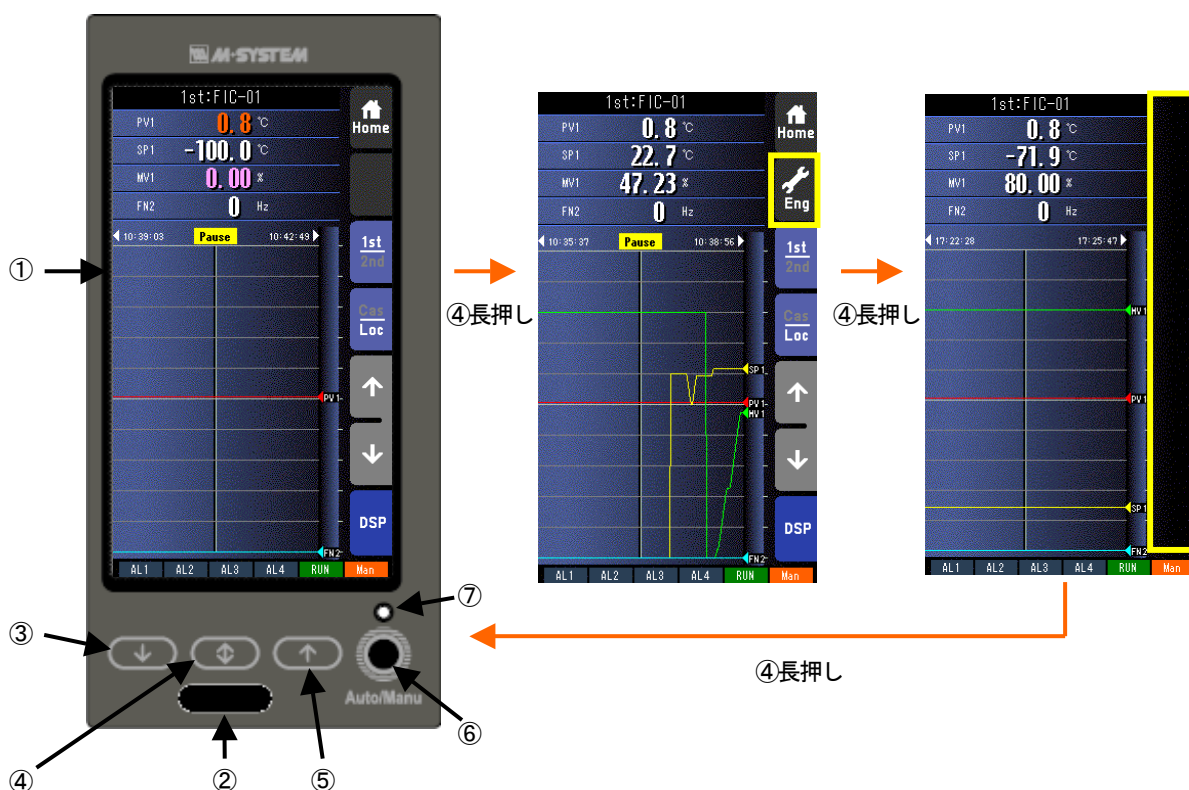 M-SYSTEM
1st:FIC-01
PV1 0.8 ℃
SP1 -100.0 ℃
MV1 0.00 %
FN2 0 Hz
10:39:03 Pause 10:42:49
PV1
FN2
AL1 AL2 AL3 AL4 RUN Man
Home
1st
2nd
Cas
Loc
↑
↓
DSP
①
③
④
②
⑤
⑥
⑦
↓
↕
↑
Auto/Manu
④長押し
1st:FIC-01
PV1 0.8 ℃
SP1 22.7 ℃
MV1 47.23 %
FN2 0 Hz
10:35:37 Pause 10:38:56
SP1
PV1
MV1
FN2
AL1 AL2 AL3 AL4 RUN Man
Home
Eng
1st
2nd
Cas
Loc
↑
↓
DSP
④長押し
1st:FIC-01
PV1 0.8 ℃
SP1 -71.9 ℃
MV1 80.00 %
FN2 0 Hz
17:22:28 17:25:47
MV1
PV1
SP1
FN2
AL1 AL2 AL3 AL4 RUN Man
④長押し